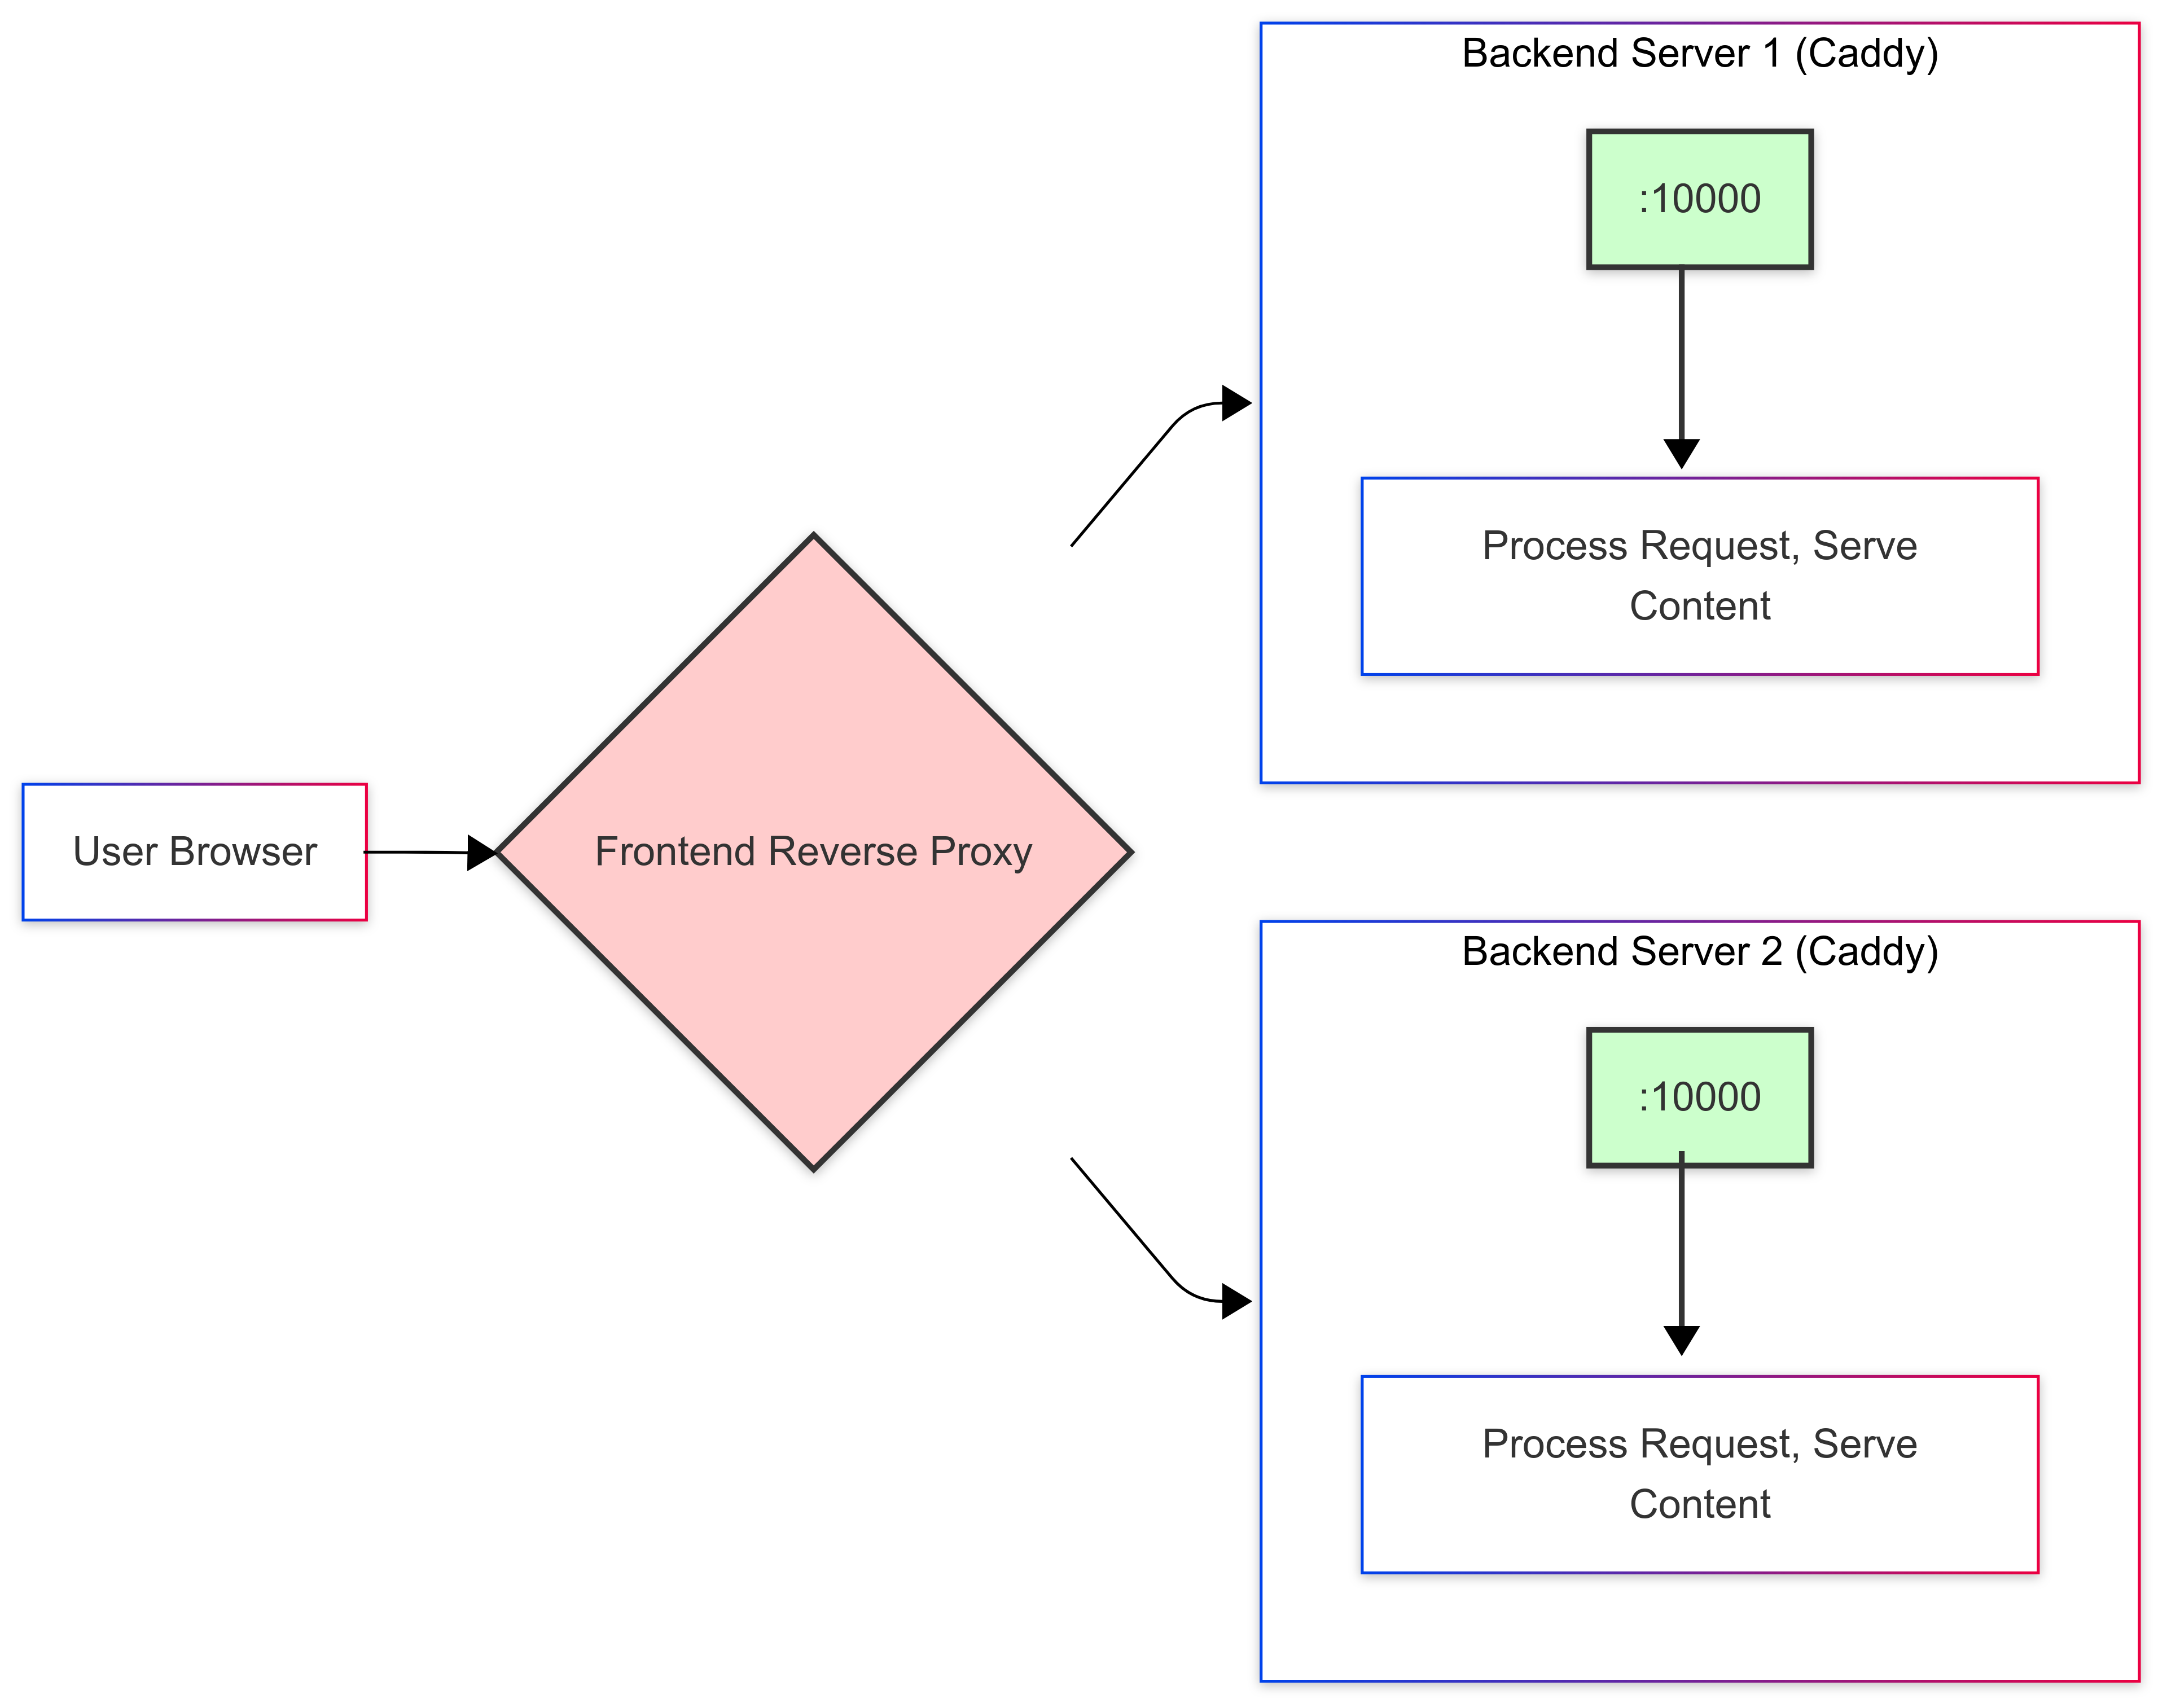 Backend Server 1 (Caddy)
:10000
Process Request, Serve
Content
User Browser
Frontend Reverse Proxy
Backend Server 2 (Caddy)
:10000
Process Request, Serve
Content